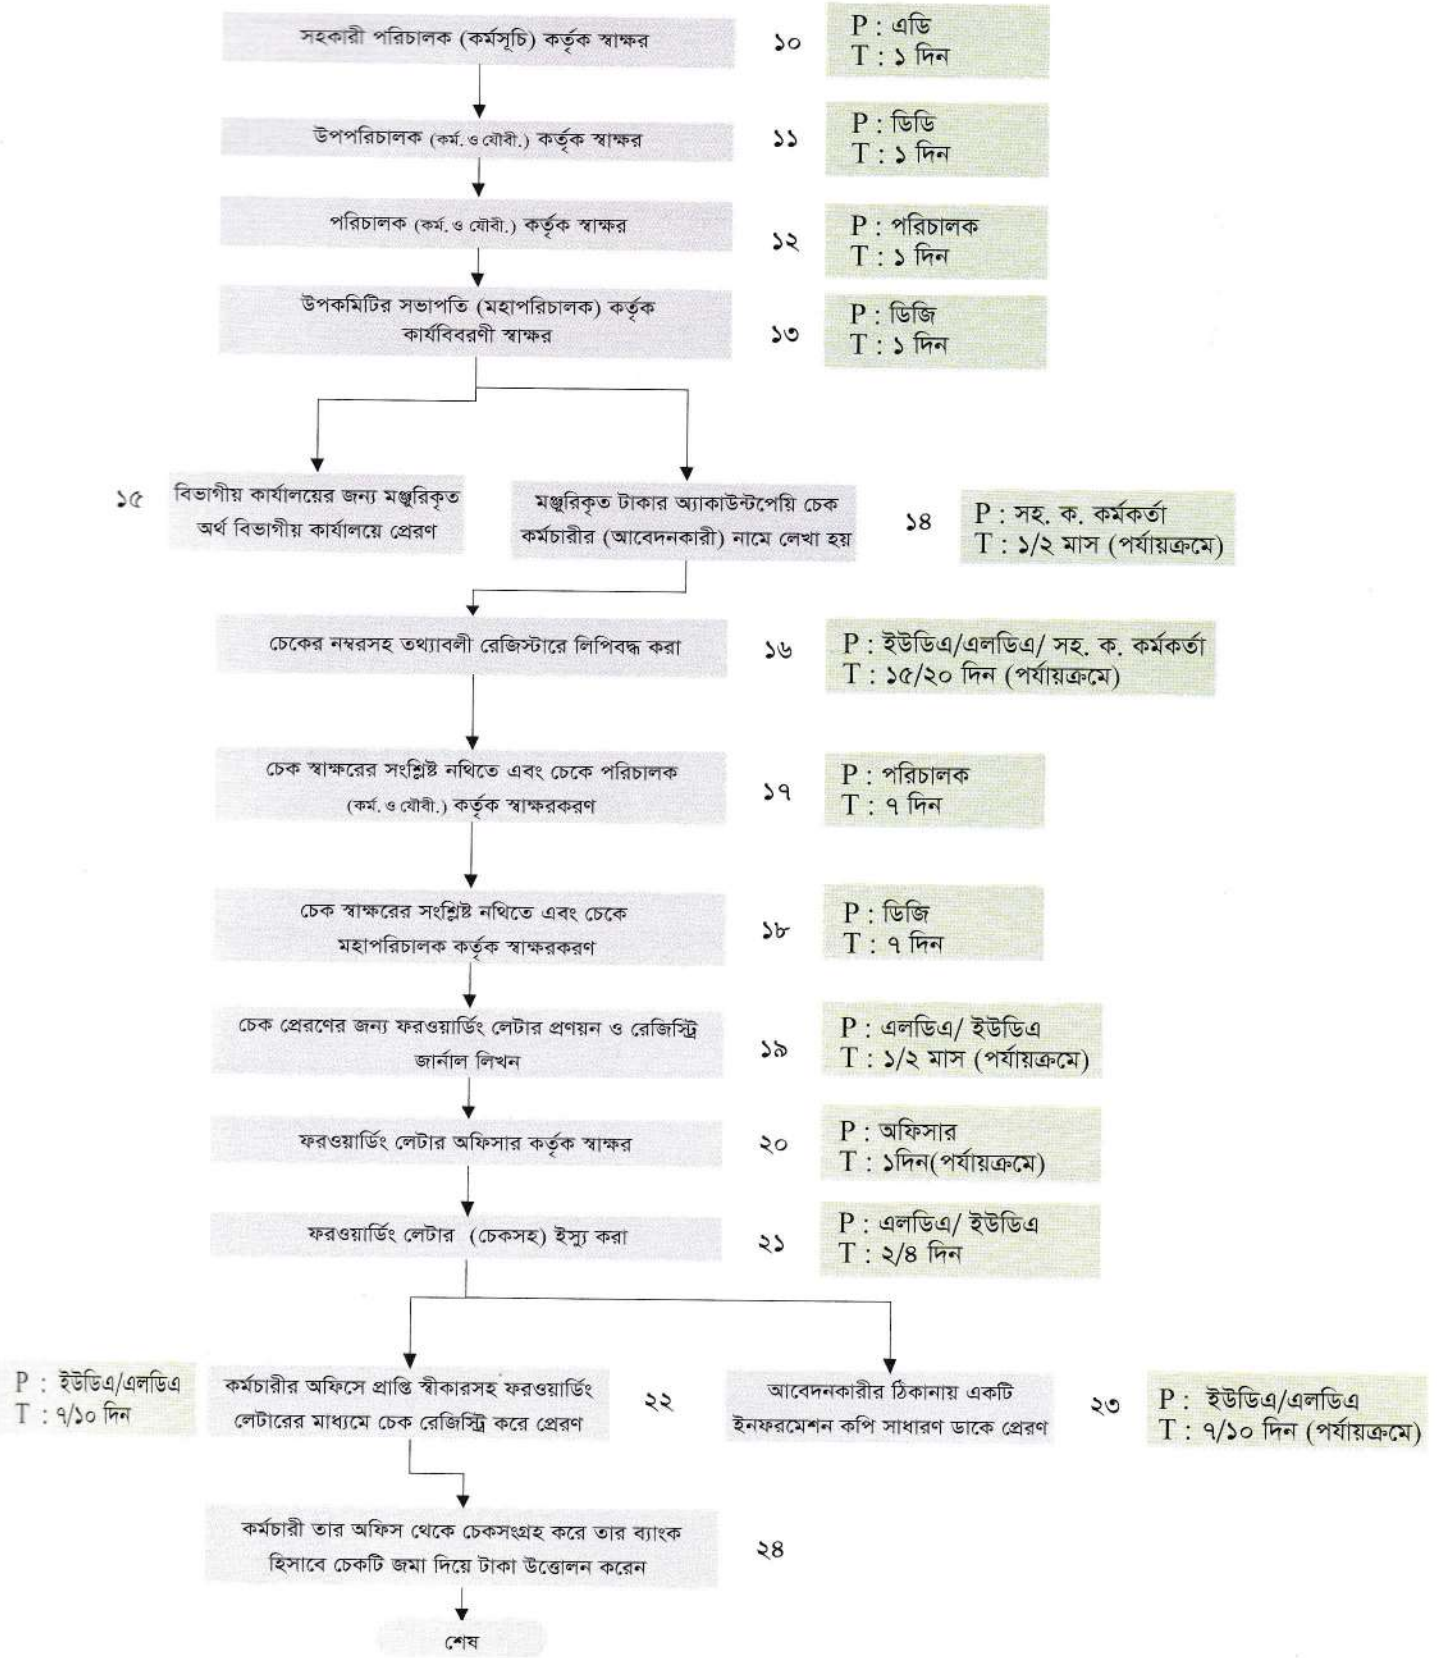 সহকারী পরিচালক (কর্মসূচি) কর্তৃক স্বাক্ষর
১০
P : এডি
T : ১ দিন
উপপরিচালক (কর্ম. ও যৌবী.) কর্তৃক স্বাক্ষর
১১
P : ডিডি
T : ১ দিন
পরিচালক (কর্ম. ও যৌবী.) কর্তৃক স্বাক্ষর
১২
P : পরিচালক
T : ১ দিন
উপকমিটির সভাপতি (মহাপরিচালক) কর্তৃক
কার্যবিবরণী স্বাক্ষর
১৩
P : ডিজি
T : ১ দিন
১৫
বিভাগীয় কার্যালয়ের জন্য মঞ্জুরিকৃত
অর্থ বিভাগীয় কার্যালয়ে প্রেরণ
মঞ্জুরিকৃত টাকার অ্যাকাউন্টপেয়ি চেক
কর্মচারীর (আবেদনকারী) নামে লেখা হয়
১৪
P : সহ. ক. কর্মকর্তা
T : ১/২ মাস (পর্যায়ক্রমে)
চেকের নম্বরসহ তথ্যাবলী রেজিস্টারে লিপিবদ্ধ করা
১৬
P : ইউডিএ/এলডিএ/ সহ. ক. কর্মকর্তা
T : ১৫/২০ দিন (পর্যায়ক্রমে)
চেক স্বাক্ষরের সংশ্লিষ্ট নথিতে এবং চেকে পরিচালক
(কর্ম. ও যৌবী.) কর্তৃক স্বাক্ষরকরণ
১৭
P : পরিচালক
T : ৭ দিন
চেক স্বাক্ষরের সংশ্লিষ্ট নথিতে এবং চেকে
মহাপরিচালক কর্তৃক স্বাক্ষরকরণ
১৮
P : ডিজি
T : ৭ দিন
চেক প্রেরণের জন্য ফরওয়ার্ডিং লেটার প্রণয়ন ও রেজিস্ট্রি
জার্নাল লিখন
১৯
P : এলডিএ/ ইউডিএ
T : ১/২ মাস (পর্যায়ক্রমে)
ফরওয়ার্ডিং লেটার অফিসার কর্তৃক স্বাক্ষর
২০
P : অফিসার
T : ১দিন(পর্যায়ক্রমে)
ফরওয়ার্ডিং লেটার (চেকসহ) ইস্যু করা
২১
P : এলডিএ/ ইউডিএ
T : ২/৪ দিন
P : ইউডিএ/এলডিএ
T : ৭/১০ দিন
কর্মচারীর অফিসে প্রাপ্তি স্বীকারসহ ফরওয়ার্ডিং
লেটারের মাধ্যমে চেক রেজিস্ট্রি করে প্রেরণ
২২
আবেদনকারীর ঠিকানায় একটি
ইনফরমেশন কপি সাধারণ ডাকে প্রেরণ
২৩
P : ইউডিএ/এলডিএ
T : ৭/১০ দিন (পর্যায়ক্রমে)
কর্মচারী তার অফিস থেকে চেকসংগ্রহ করে তার ব্যাংক
হিসাবে চেকটি জমা দিয়ে টাকা উত্তোলন করেন
২৪
শেষ